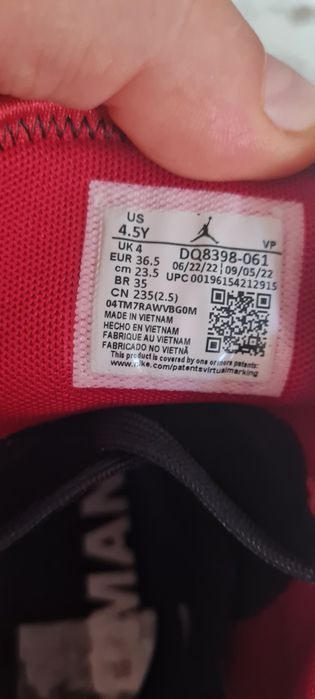 US
4.5Y
VP
UK 4
DQ8398-061
EUR 36.5
06/22/22 09/05/22
cm 23.5
UPC 00196154212915
BR 35
CN 235(2.5)
04TM7RAWVBG0M
MADE IN VIETNAM
HECHO EN VIETNAM
FABRIQUE AU VIETNAM
FABRICADO NO VIETNÃ
This product is covered by one or more patents:
www.nike.com/patentsvirtualmarking
MAN